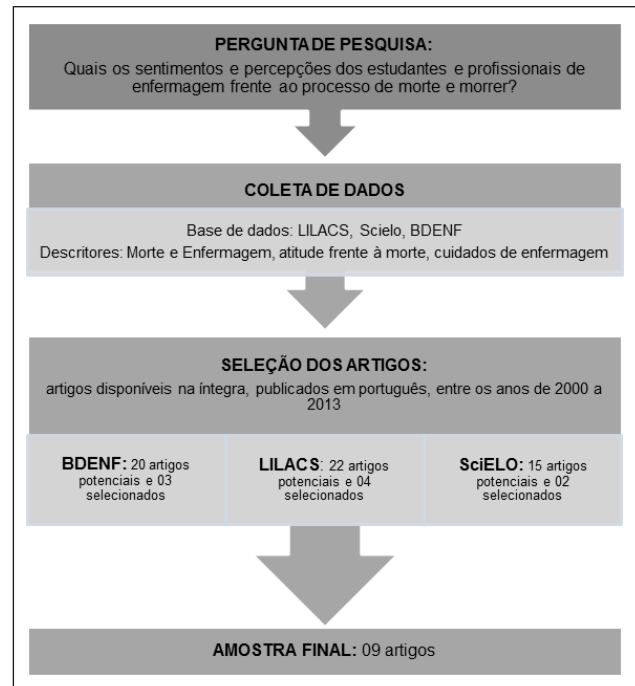 PERGUNTA DE PESQUISA:
Quais os sentimentos e percepções dos estudantes e profissionais de
enfermagem frente ao processo de morte e morrer?
COLETA DE DADOS
Base de dados: LILACS, Scielo, BDENF
Descritores: Morte e Enfermagem, atitude frente à morte, cuidados de enfermagem
SELEÇÃO DOS ARTIGOS:
artigos disponíveis na íntegra, publicados em português, entre os anos de 2000 a
2013
BDENF: 20 artigos
potenciais e 03
selecionados
LILACS: 22 artigos
potenciais e 04
selecionados
SciELO: 15 artigos
potenciais e 02
selecionados
AMOSTRA FINAL: 09 artigos